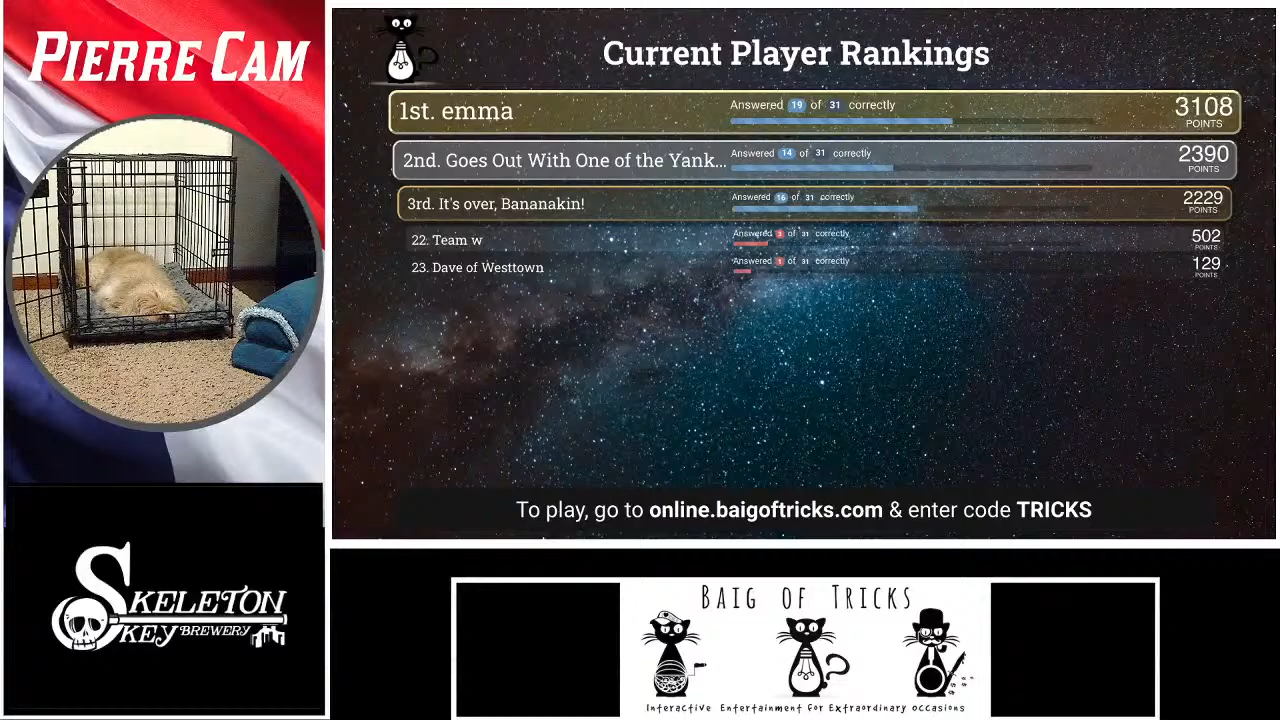 PIERRE CAM
Current Player Rankings
1st. emma
Answered 19 of 31 correctly
3108
POINTS
2nd. Goes Out With One of the Yank...
Answered 14 of 31 correctly
2390
POINTS
3rd. It's over, Bananakin!
Answered 16 of 31 correctly
2229
POINTS
22. Team w
Answered 3 of 31 correctly
502
POINTS
23. Dave of Westtown
Answered 1 of 31 correctly
129
POINTS
To play, go to online.baigoftricks.com & enter code TRICKS
SKELETON
KEY BREWERY
BAIG OF TRICKS
Interactive Entertainment for Extraordinary Occasions